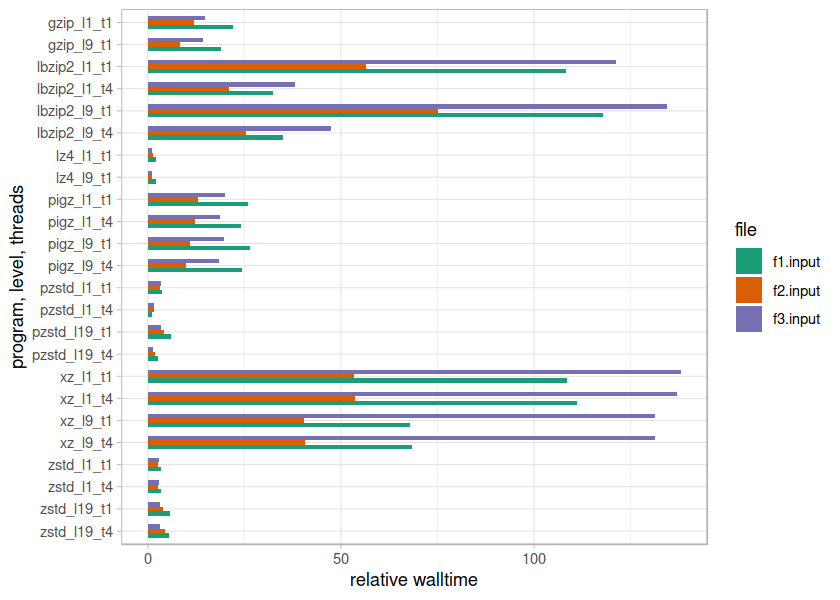 program, level, threads
gzip_l1_t1
gzip_l9_t1
lbzip2_l1_t1
lbzip2_l1_t4
lbzip2_l9_t1
lbzip2_l9_t4
lz4_l1_t1
lz4_l9_t1
pigz_l1_t1
pigz_l1_t4
pigz_l9_t1
pigz_l9_t4
pzstd_l1_t1
pzstd_l1_t4
pzstd_l19_t1
pzstd_l19_t4
xz_l1_t1
xz_l1_t4
xz_l9_t1
xz_l9_t4
zstd_l1_t1
zstd_l1_t4
zstd_l19_t1
zstd_l19_t4
0 50 100
relative walltime
file
f1.input
f2.input
f3.input